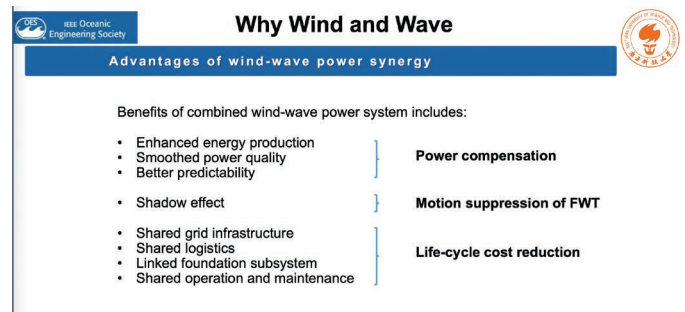 OES
IEEE Oceanic
Engineering Society
Why Wind and Wave
Advantages of wind-wave power synergy
Benefits of combined wind-wave power system includes:
• Enhanced energy production
• Smoothed power quality
• Better predictability
Power compensation
• Shadow effect
Motion suppression of FWT
• Shared grid infrastructure
• Shared logistics
• Linked foundation subsystem
• Shared operation and maintenance
Life-cycle cost reduction